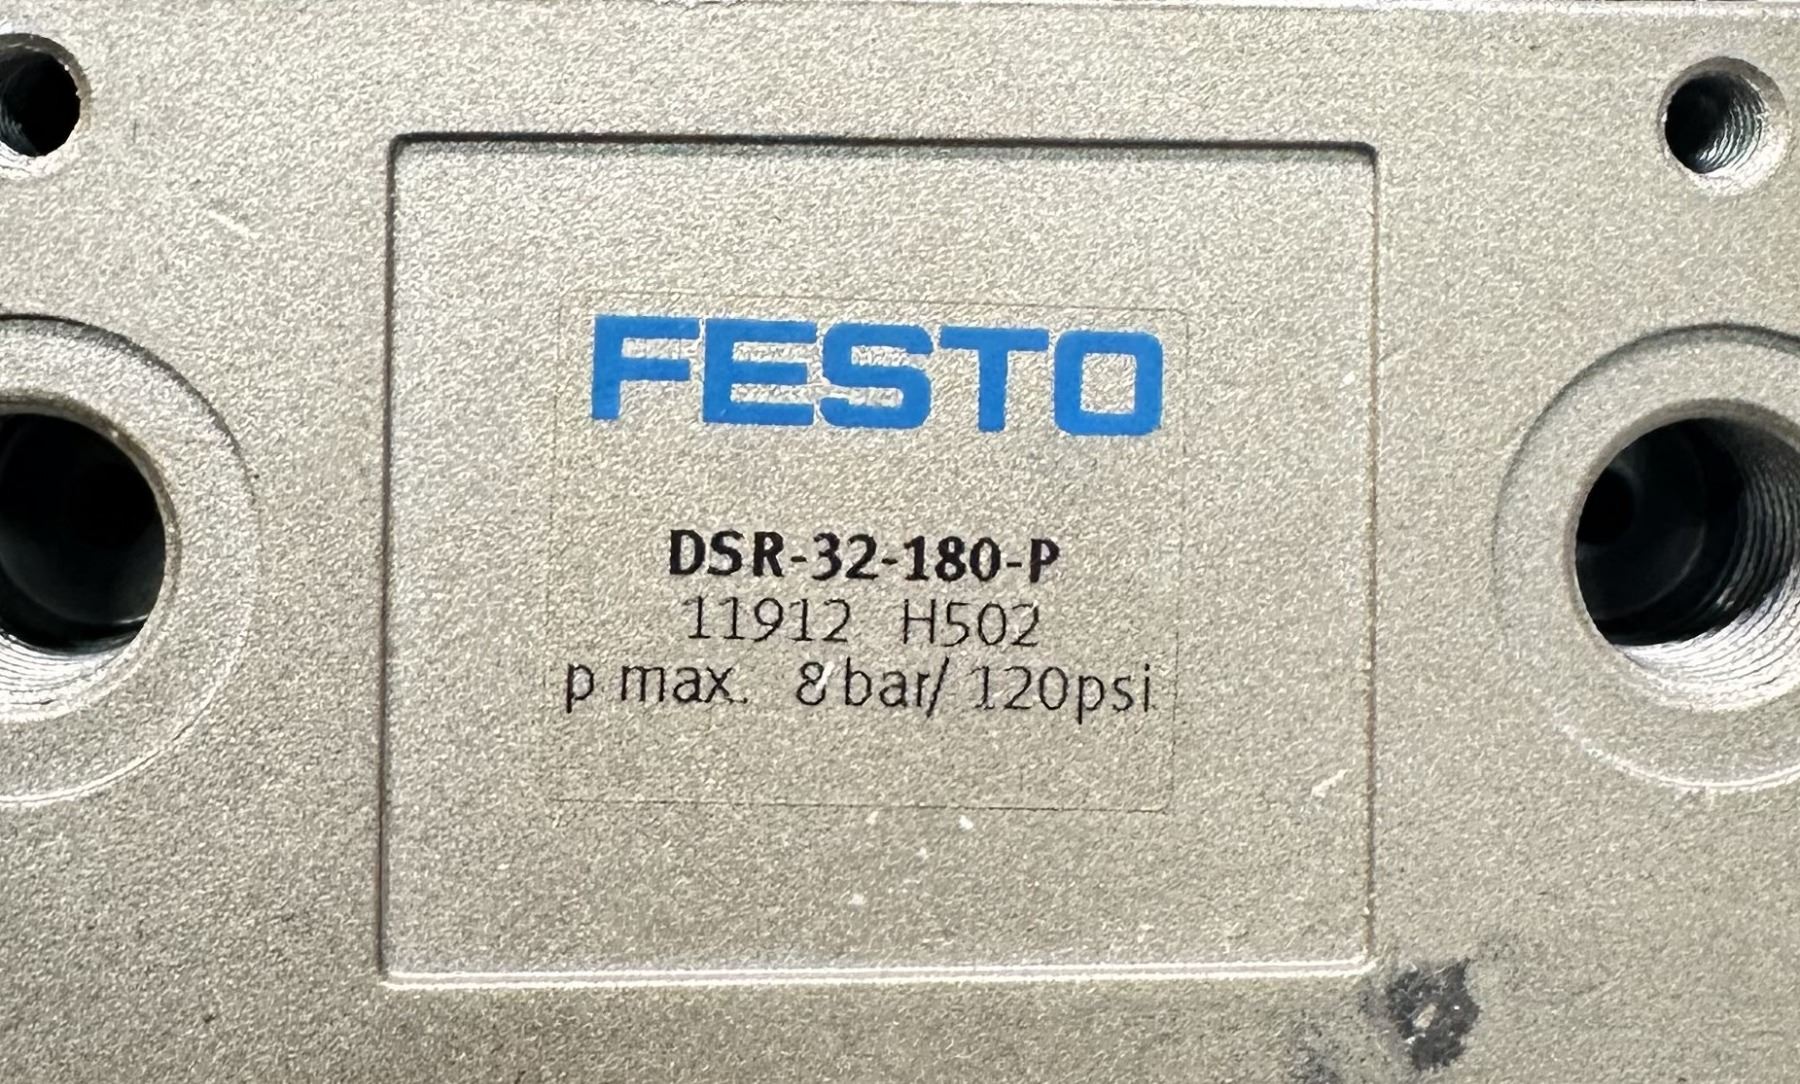 FESTO
DSR-32-180-P
11912 H502
p max. 8 bar/ 120psi